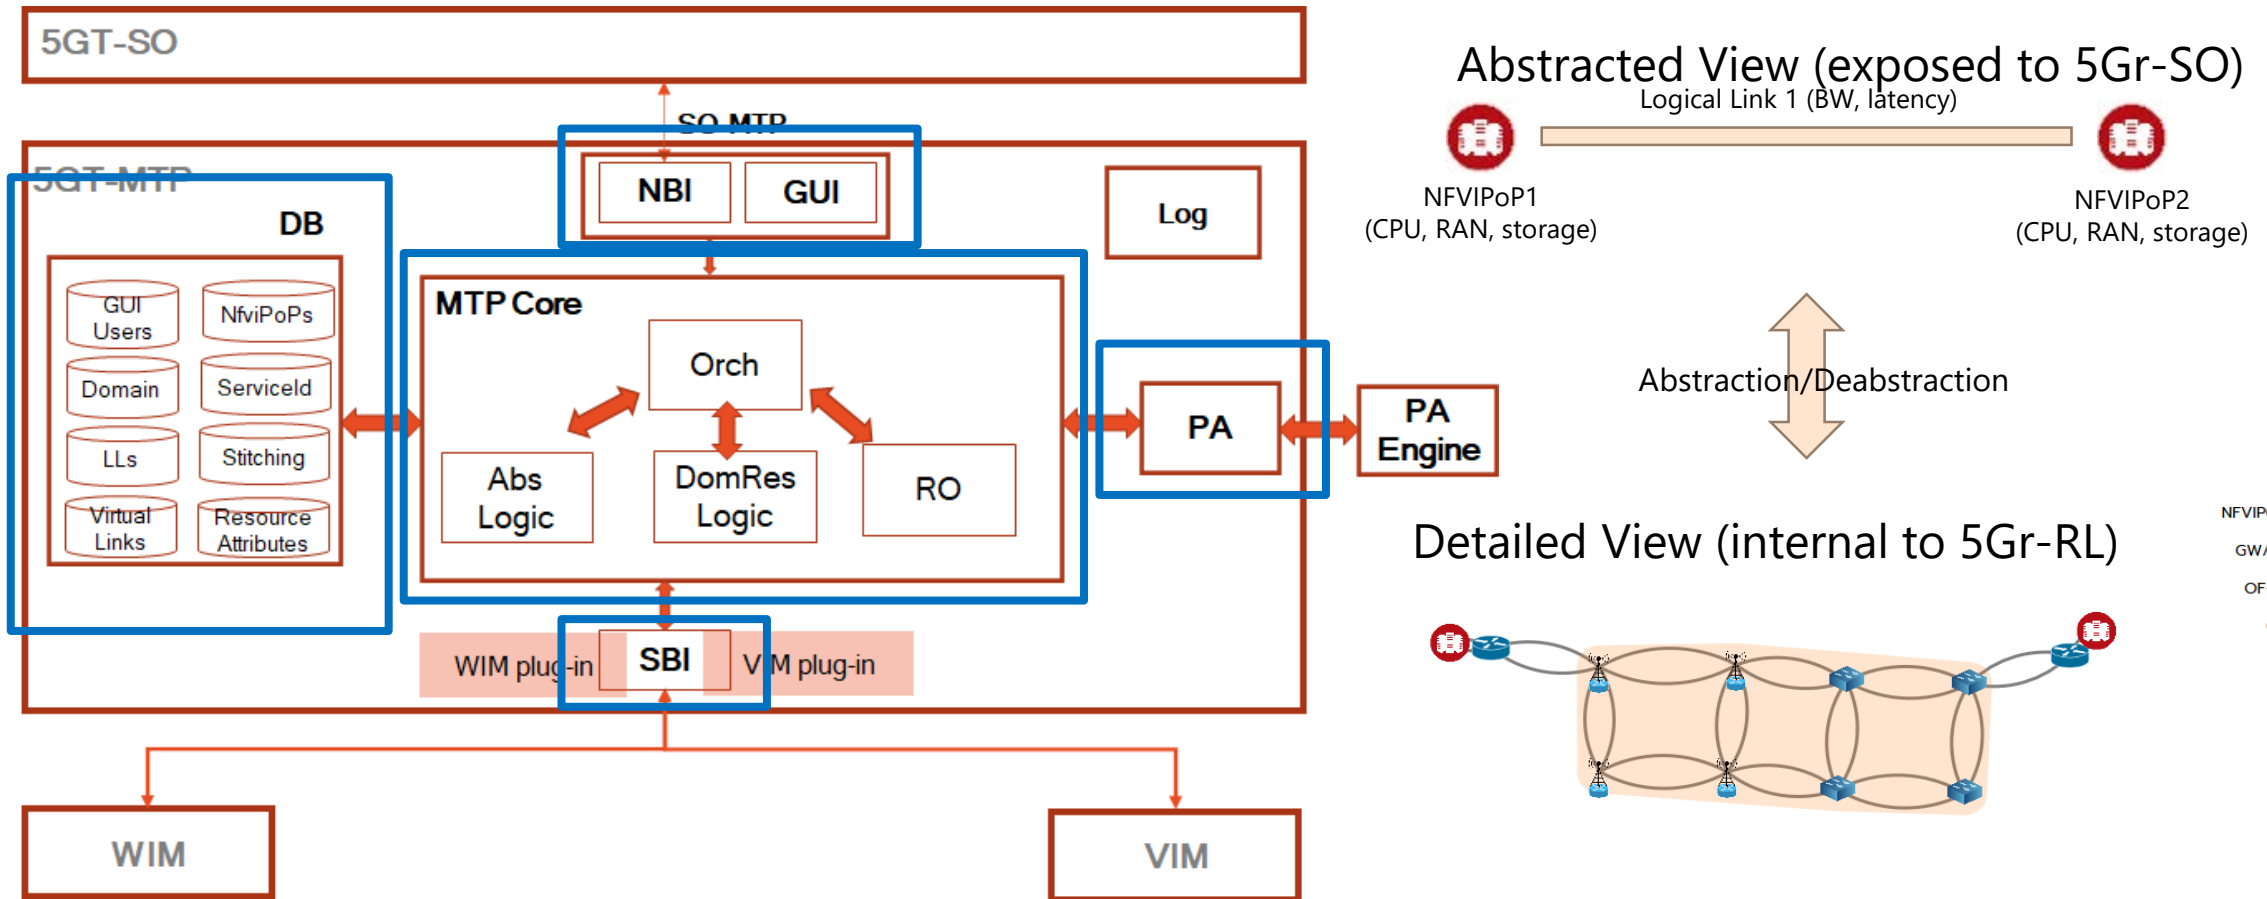 5GT-SO
SO-MTP
5GT-MTP
NBI
GUI
Log
DB
GUI
Users
NfviPoPs
Domain
ServiceId
LLs
Stitching
Virtual
Links
Resource
Attributes
MTP Core
Orch
Abs
Logic
DomRes
Logic
RO
PA
PA
Engine
WIM plug-in
SBI
VIM plug-in
WIM
VIM
Abstracted View (exposed to 5Gr-SO)
Logical Link 1 (BW, latency)
NFVIPoP1
(CPU, RAN, storage)
NFVIPoP2
(CPU, RAN, storage)
Abstraction/Deabstraction
Detailed View (internal to 5Gr-RL)